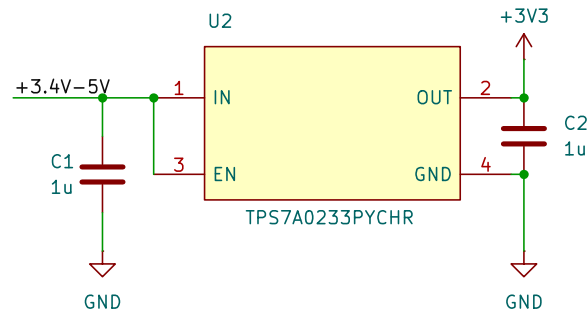 U2
+3V3
+3.4V-5V
1
IN
OUT
2
C1
1u
3
EN
GND
4
C2
1u
TPS7A0233PYCHR
GND
GND